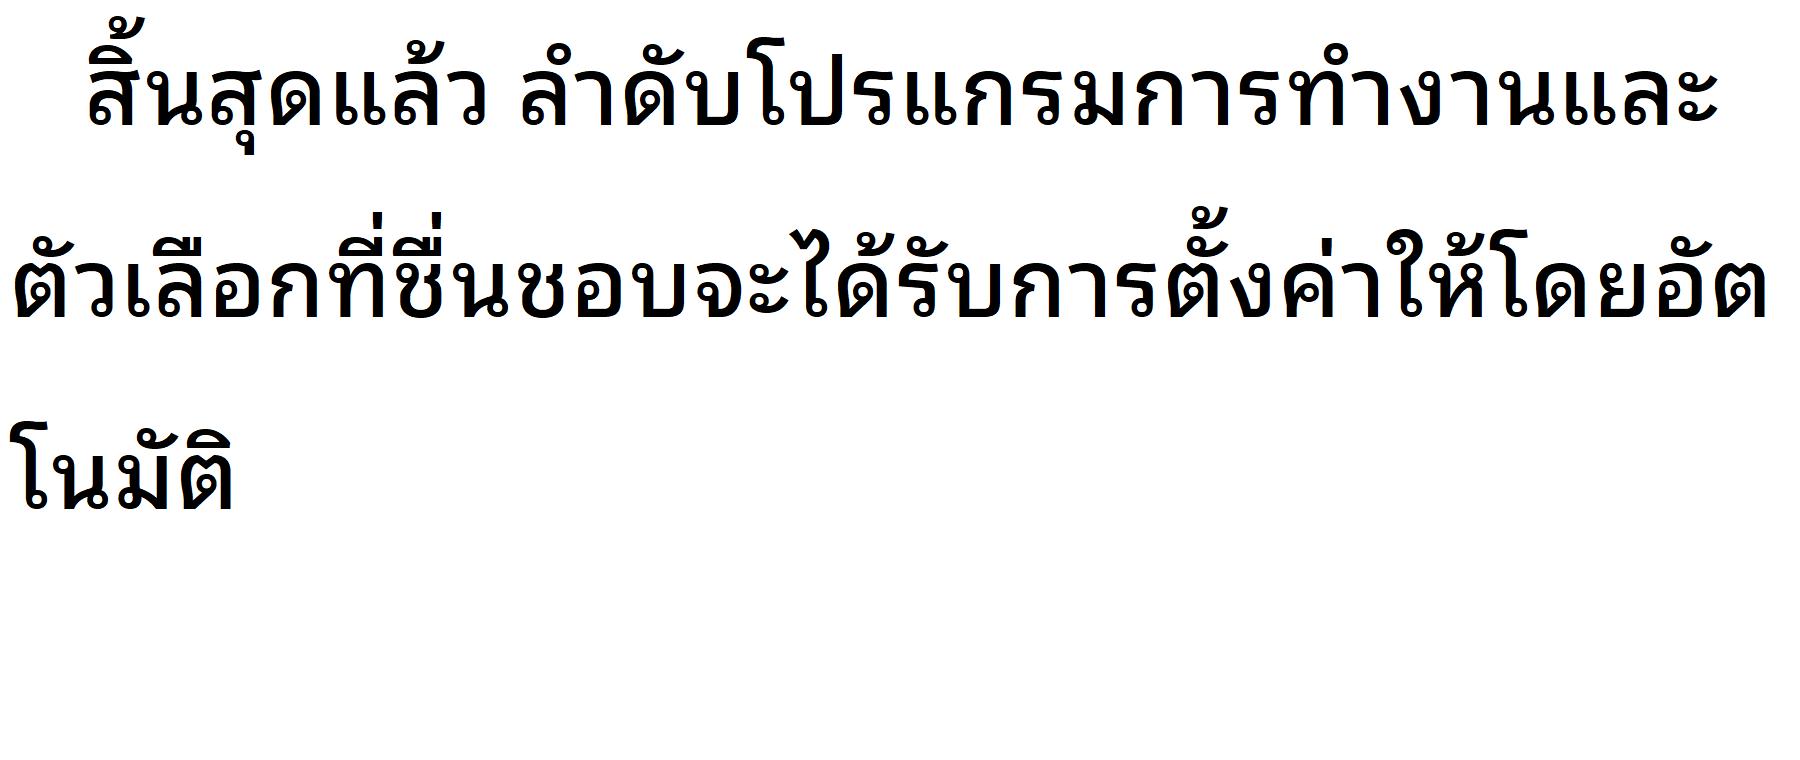 สิ้นสุดแล้ว ลำดับโปรแกรมการทำงานและ
ตัวเลือกที่ชื่นชอบจะได้รับการตั้งค่าให้โดยอัต
โนมัติ